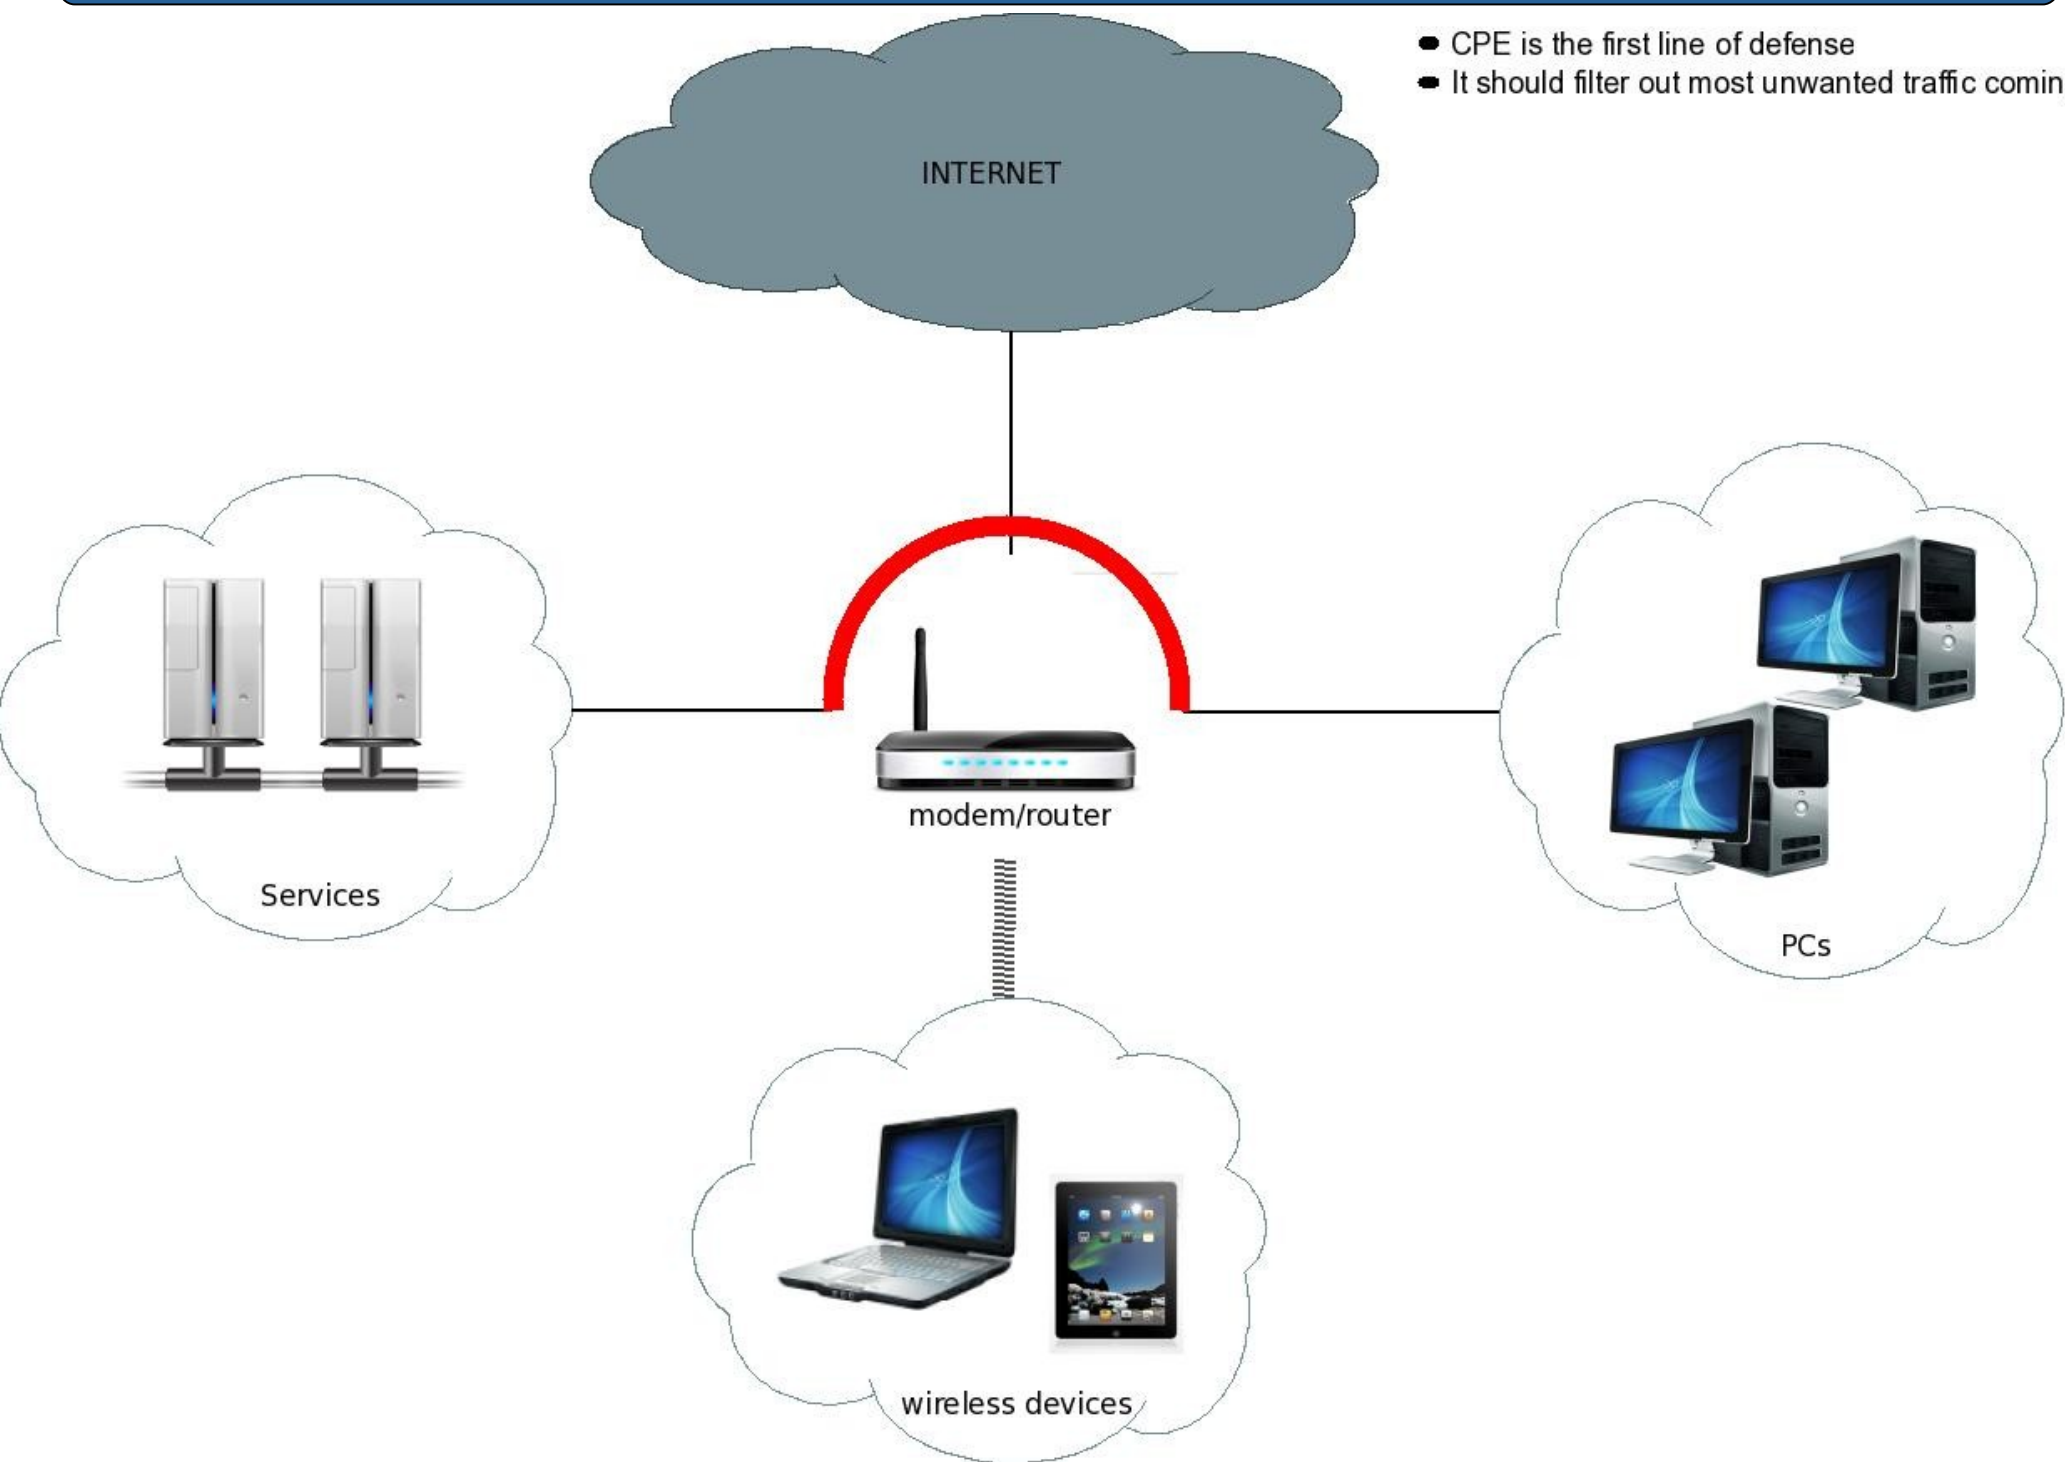 CPE is the first line of defense
It should filter out most unwanted traffic comin
INTERNET
modem/router
Services
PCs
wireless devices